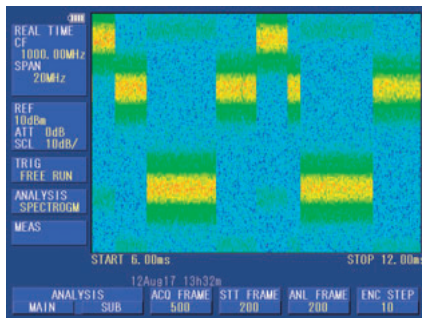 REAL TIME
CF
1000.00MHz
SPAN
20MHz
REF
10dBm
ATT 0dB
SCL 10dB/
TRIG
FREE RUN
ANALYSIS
SPECTROGM
MEAS
START 6.00ms STOP 12.00ms
12Aug17 13h32m
ANALYSIS
MAIN SUB
ACQ FRAME
500
STT FRAME
200
ANL FRAME
200
ENC STEP
10